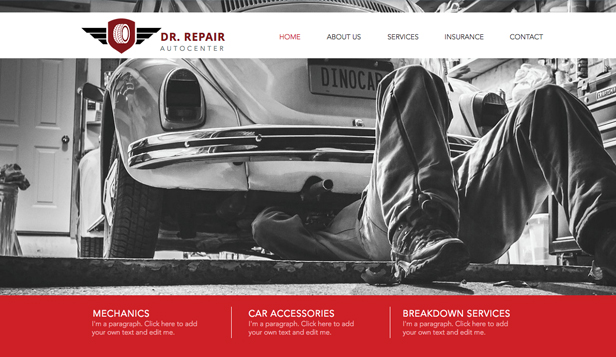 DR. REPAIR
AUTOCENTER
HOME ABOUT US SERVICES INSURANCE CONTACT
DINOCAR
MECHANICS
I'm a paragraph. Click here to add
your own text and edit me.
CAR ACCESSORIES
I'm a paragraph. Click here to add
your own text and edit me.
BREAKDOWN SERVICES
I'm a paragraph. Click here to add
your own text and edit me.